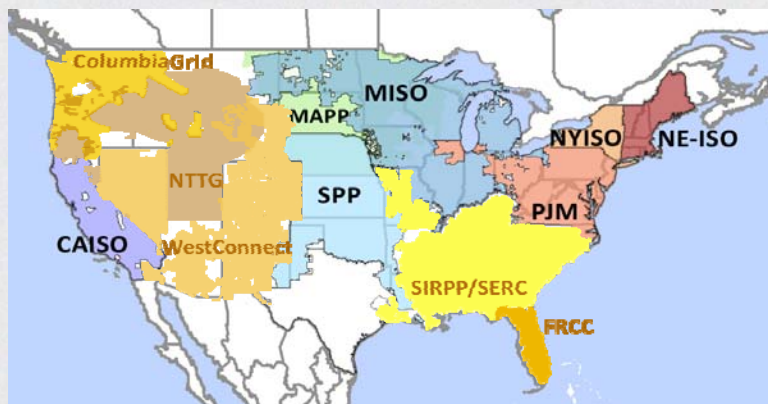 ColumbiaGrid
MISO
MAPP
NYISO
NE-ISO
NTTG
SPP
PJM
CAISO
WestConnect
SIRPP/SERC
FRCC